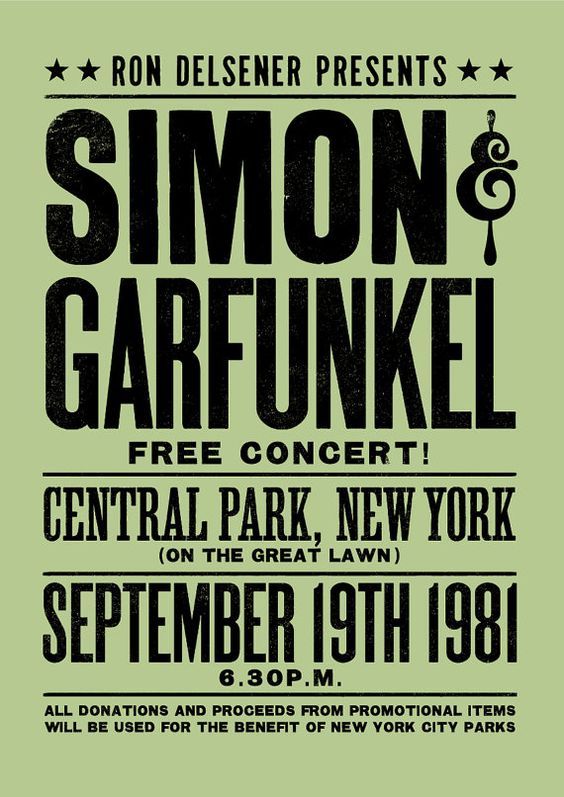 ★ ★ RON DELSENER PRESENTS ★ ★
SIMON &
GARFUNKEL
FREE CONCERT!
CENTRAL PARK, NEW YORK
(ON THE GREAT LAWN)
SEPTEMBER 19TH 1981
6.30P.M.
ALL DONATIONS AND PROCEEDS FROM PROMOTIONAL ITEMS
WILL BE USED FOR THE BENEFIT OF NEW YORK CITY PARKS